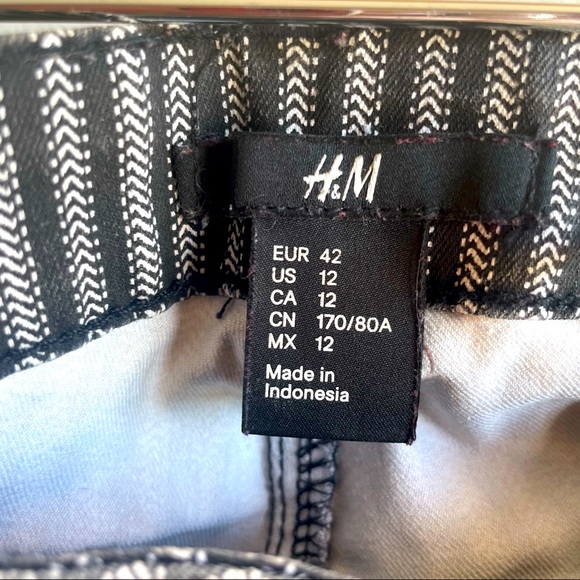 H&M
EUR 42
US 12
CA 12
CN 170/80A
MX 12
Made in
Indonesia